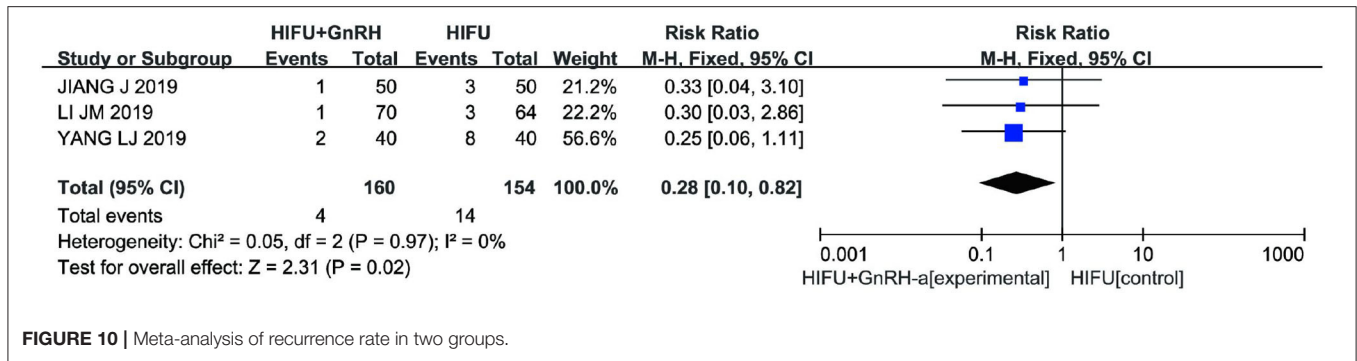 HIFU+GnRH HIFU Risk Ratio Risk Ratio
Study or Subgroup Events Total Events Total Weight M-H, Fixed, 95% CI M-H, Fixed, 95% CI
JIANG J 2019 1 50 3 50 21.2% 0.33 [0.04, 3.10]
LI JM 2019 1 70 3 64 22.2% 0.30 [0.03, 2.86]
YANG LJ 2019 2 40 8 40 56.6% 0.25 [0.06, 1.11]
Total (95% CI) 160 154 100.0% 0.28 [0.10, 0.82]
Total events 4 14
Heterogeneity: Chi² = 0.05, df = 2 (P = 0.97); I² = 0%
Test for overall effect: Z = 2.31 (P = 0.02)
0.001 0.1 1 10 1000
HIFU+GnRH-a[experimental] HIFU[control]
FIGURE 10 | Meta-analysis of recurrence rate in two groups.